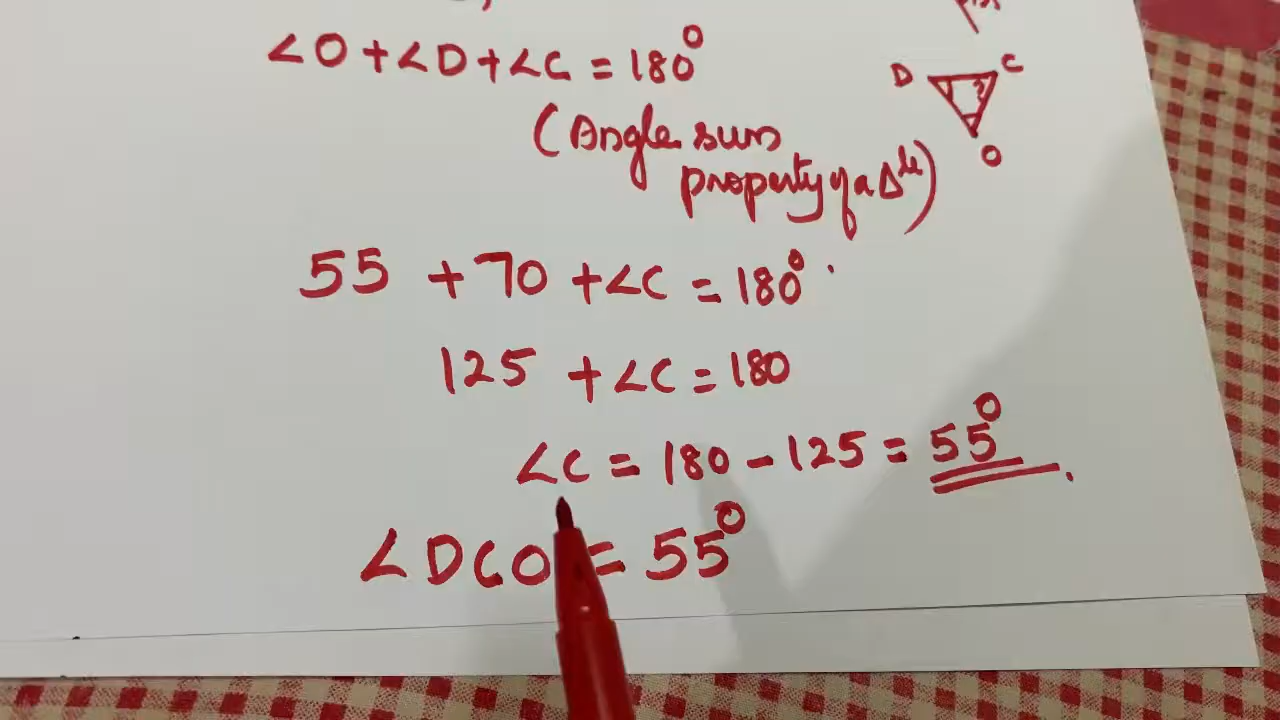 ∠O + ∠D + ∠C = 180°
D C
(Angle sum
property of a Δle)
O
55 + 70 + ∠C = 180°.
125 + ∠C = 180
∠C = 180 - 125 = 55°.
∠DCO = 55°